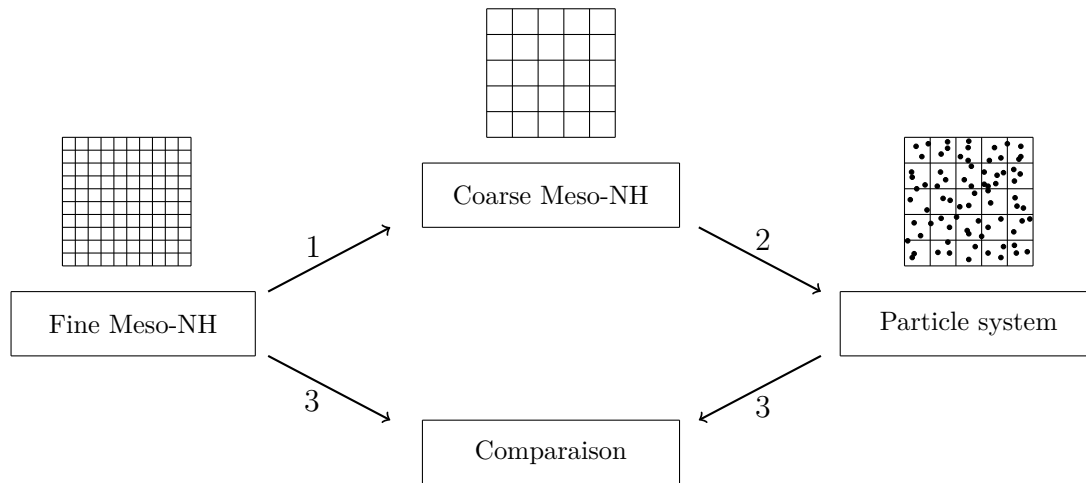 Coarse Meso-NH
1
2
Fine Meso-NH
Particle system
3
3
Comparaison